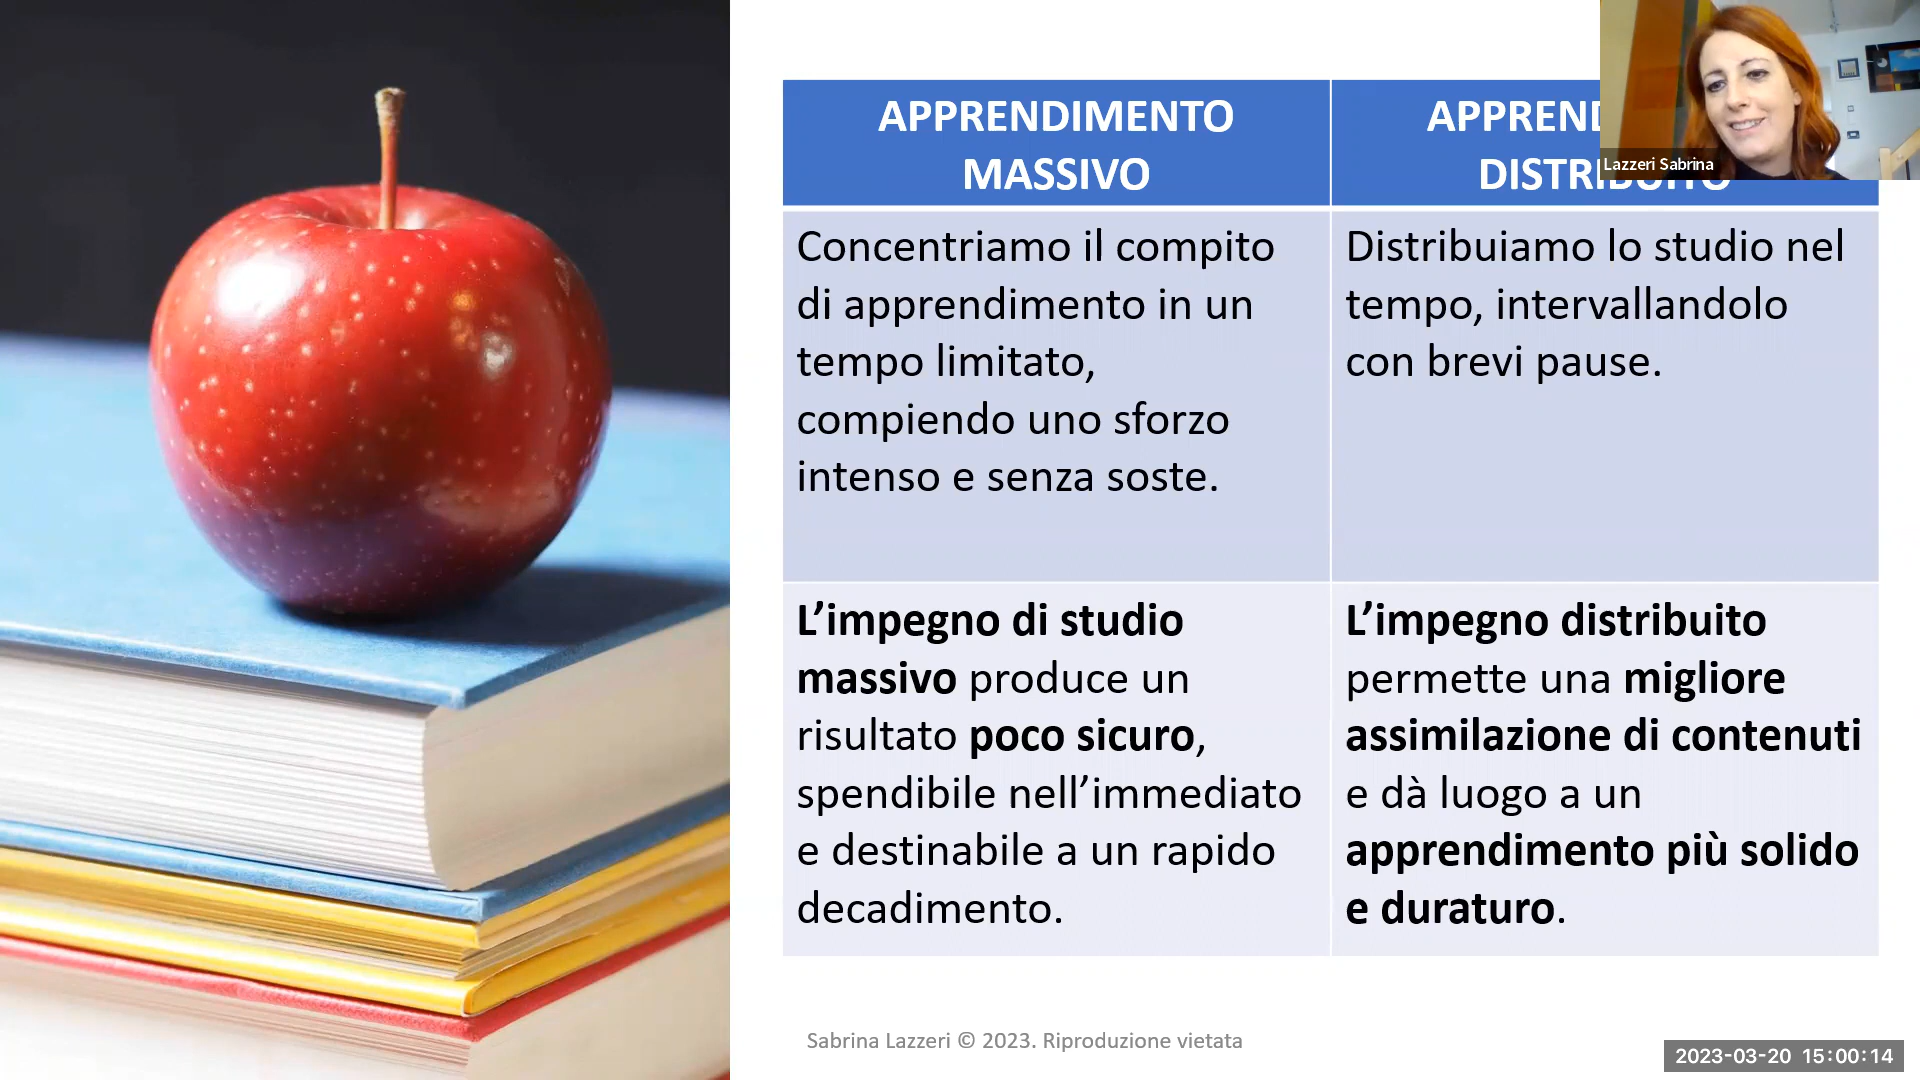 APPRENDIMENTO
MASSIVO
APPREN
DISTRIBUITO
Lazzeri Sabrina
Concentriamo il compito
di apprendimento in un
tempo limitato,
compiendo uno sforzo
intenso e senza soste.
Distribuiamo lo studio nel
tempo, intervallandolo
con brevi pause.
L’impegno di studio
massivo produce un
risultato poco sicuro,
spendibile nell’immediato
e destinabile a un rapido
decadimento.
L’impegno distribuito
permette una migliore
assimilazione di contenuti
e dà luogo a un
apprendimento più solido
e duraturo.
Sabrina Lazzeri © 2023. Riproduzione vietata
2023-03-20 15:00:14